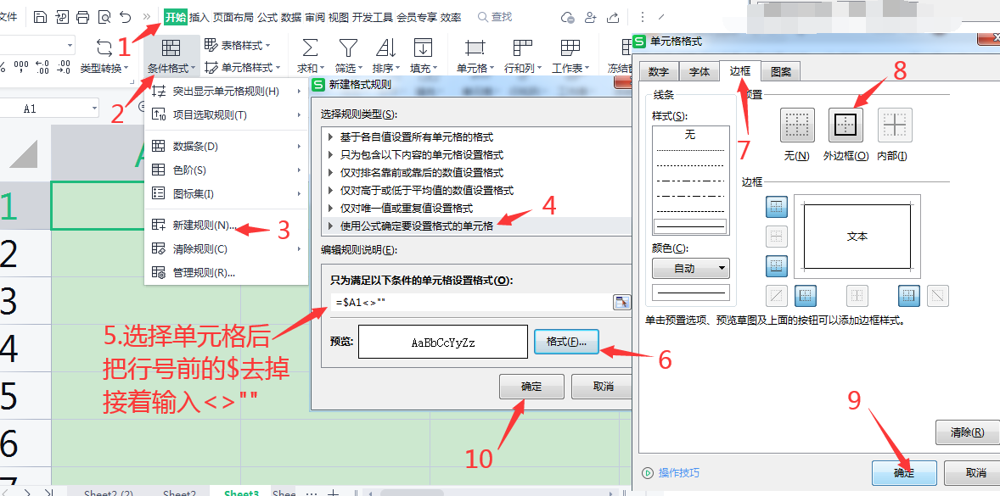 文件
开始 插入 页面布局 公式 数据 审阅 视图 开发工具 会员专享 效率
查找
1
类型转换
条件格式
表格样式
单元格样式
求和
筛选
排序
填充
单元格
行和列
工作表
冻结窗
2
A1
突出显示单元格规则(H)
项目选取规则(T)
数据条(D)
色阶(S)
图标集(I)
新建规则(N)...
3
清除规则(C)
管理规则(R)...
1
2
3
4
5
6
7
新建格式规则
选择规则类型(S):
基于各自值设置所有单元格的格式
只为包含以下内容的单元格设置格式
仅对排名靠前或靠后的数值设置格式
仅对高于或低于平均值的数值设置格式
仅对唯一值或重复值设置格式
使用公式确定要设置格式的单元格
4
编辑规则说明(E):
只为满足以下条件的单元格设置格式(O):
=$A1<>""
5.选择单元格后
把行号前的$去掉
接着输入<>""
预览:
AaBbCcYyZz
格式(F)...
6
确定
取消
10
单元格格式
数字
字体
边框
图案
8
线条
预置
样式(S):
无
7
无(N)
外边框(O)
内部(I)
边框
文本
颜色(C):
自动
单击预置选项、预览草图及上面的按钮可以添加边框样式。
9
清除(R)
操作技巧
确定
取消
Sheet2 (2)
Sheet2
Sheet3
Shee